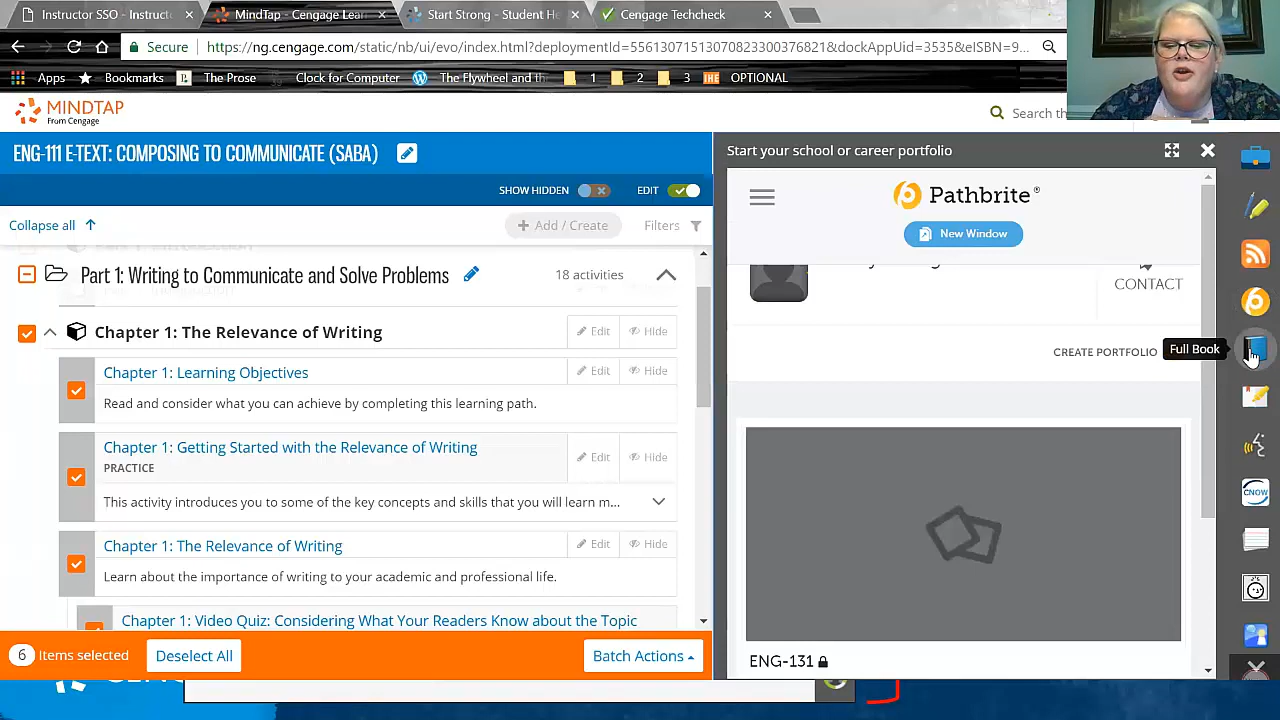 Instructor SSO - Instruct
MindTap - Cengage Lear
Start Strong - Student He
Cengage Techcheck
Secure
https://ng.cengage.com/static/nb/ui/evo/index.html?deploymentId=55613071513070823300376821&dockAppUid=3535&eISBN=9...
Apps
Bookmarks
The Prose
Clock for Computer
The Flywheel and th
1
2
3
IHE
OPTIONAL
MINDTAP
From Cengage
Search th
ENG-111 E-TEXT: COMPOSING TO COMMUNICATE (SABA)
SHOW HIDDEN
EDIT
Collapse all
+ Add / Create
Filters
Part 1: Writing to Communicate and Solve Problems
18 activities
Chapter 1: The Relevance of Writing
Edit
Hide
Chapter 1: Learning Objectives
Edit
Hide
Read and consider what you can achieve by completing this learning path.
Chapter 1: Getting Started with the Relevance of Writing
PRACTICE
Edit
Hide
This activity introduces you to some of the key concepts and skills that you will learn m...
Chapter 1: The Relevance of Writing
Edit
Hide
Learn about the importance of writing to your academic and professional life.
Chapter 1: Video Quiz: Considering What Your Readers Know about the Topic
6
Items selected
Deselect All
Batch Actions
Start your school or career portfolio
Pathbrite®
New Window
CONTACT
CREATE PORTFOLIO
ENG-131
Full Book
CNOW